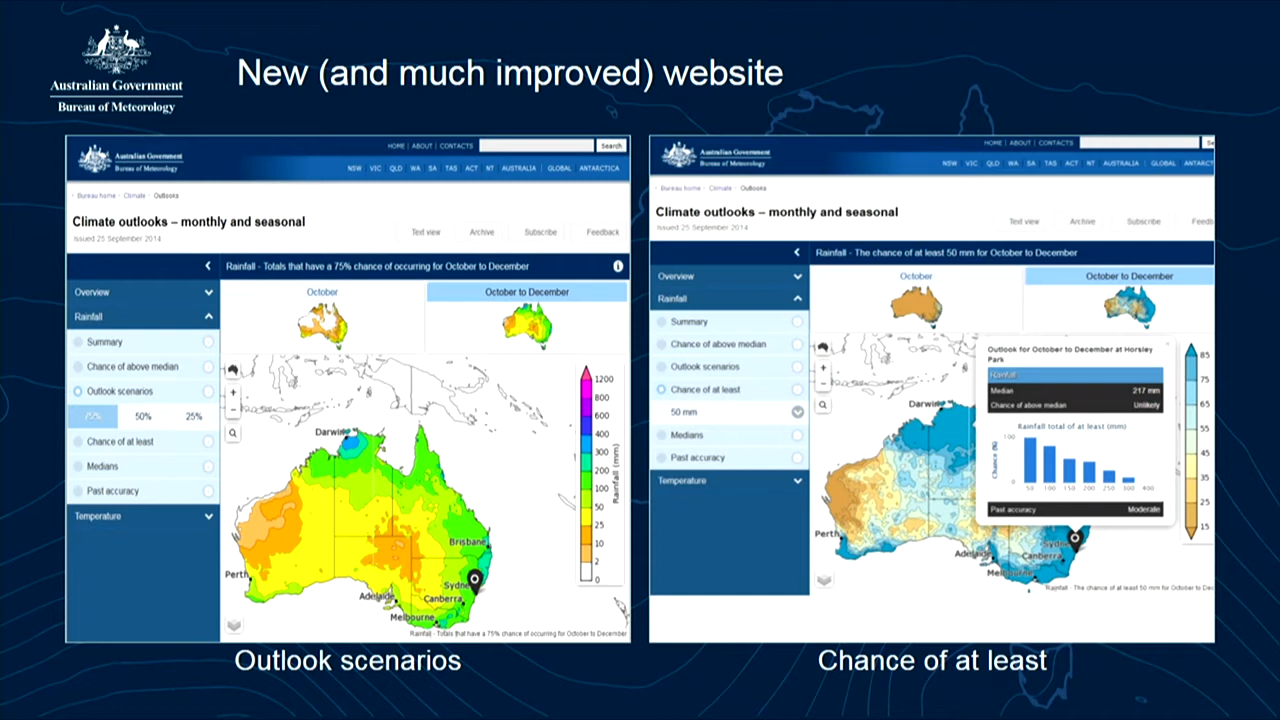 Australian Government
Bureau of Meteorology
New (and much improved) website
Australian Government
Bureau of Meteorology
HOME | ABOUT | CONTACTS
Search
NSW VIC QLD WA SA TAS ACT NT AUSTRALIA GLOBAL ANTARCTICA
Bureau home Climate Outlooks
Climate outlooks – monthly and seasonal
Issued 25 September 2014
Text view Archive Subscribe Feedback
Rainfall - Totals that have a 75% chance of occurring for October to December
Overview
Rainfall
Summary
Chance of above median
Outlook scenarios
75% 50% 25%
Chance of at least
Medians
Past accuracy
Temperature
October
October to December
+
−
Darwin
Brisbane
Perth
Sydne
Adelaide
Canberra
Melbourne
1200
800
600
400
300
200
100
50
25
10
2
0
Rainfall (mm)
Rainfall - Totals that have a 75% chance of occurring for October to December
Outlook scenarios
Australian Government
Bureau of Meteorology
HOME | ABOUT | CONTACTS
Se
NSW VIC QLD WA SA TAS ACT NT AUSTRALIA GLOBAL ANTARCT
Bureau home Climate Outlooks
Climate outlooks – monthly and seasonal
Issued 25 September 2014
Text view Archive Subscribe Feedb
Rainfall - The chance of at least 50 mm for October to December
Overview
Rainfall
Summary
Chance of above median
Outlook scenarios
Chance of at least
50 mm
Medians
Past accuracy
Temperature
October
October to December
+
−
Outlook for October to December at Horsley
Park
Rainfall
Median 217 mm
Chance of above median Unlikely
Rainfall total of at least (mm)
Chance (%)
100
0
50 100 150 200 250 300 400
Past accuracy Moderate
Darwi
Perth
Adelaide
Sydne
Canberra
Melbourne
85
75
65
55
45
35
25
15
Rainfall - The chance of at least 50 mm for October to Dec
Chance of at least